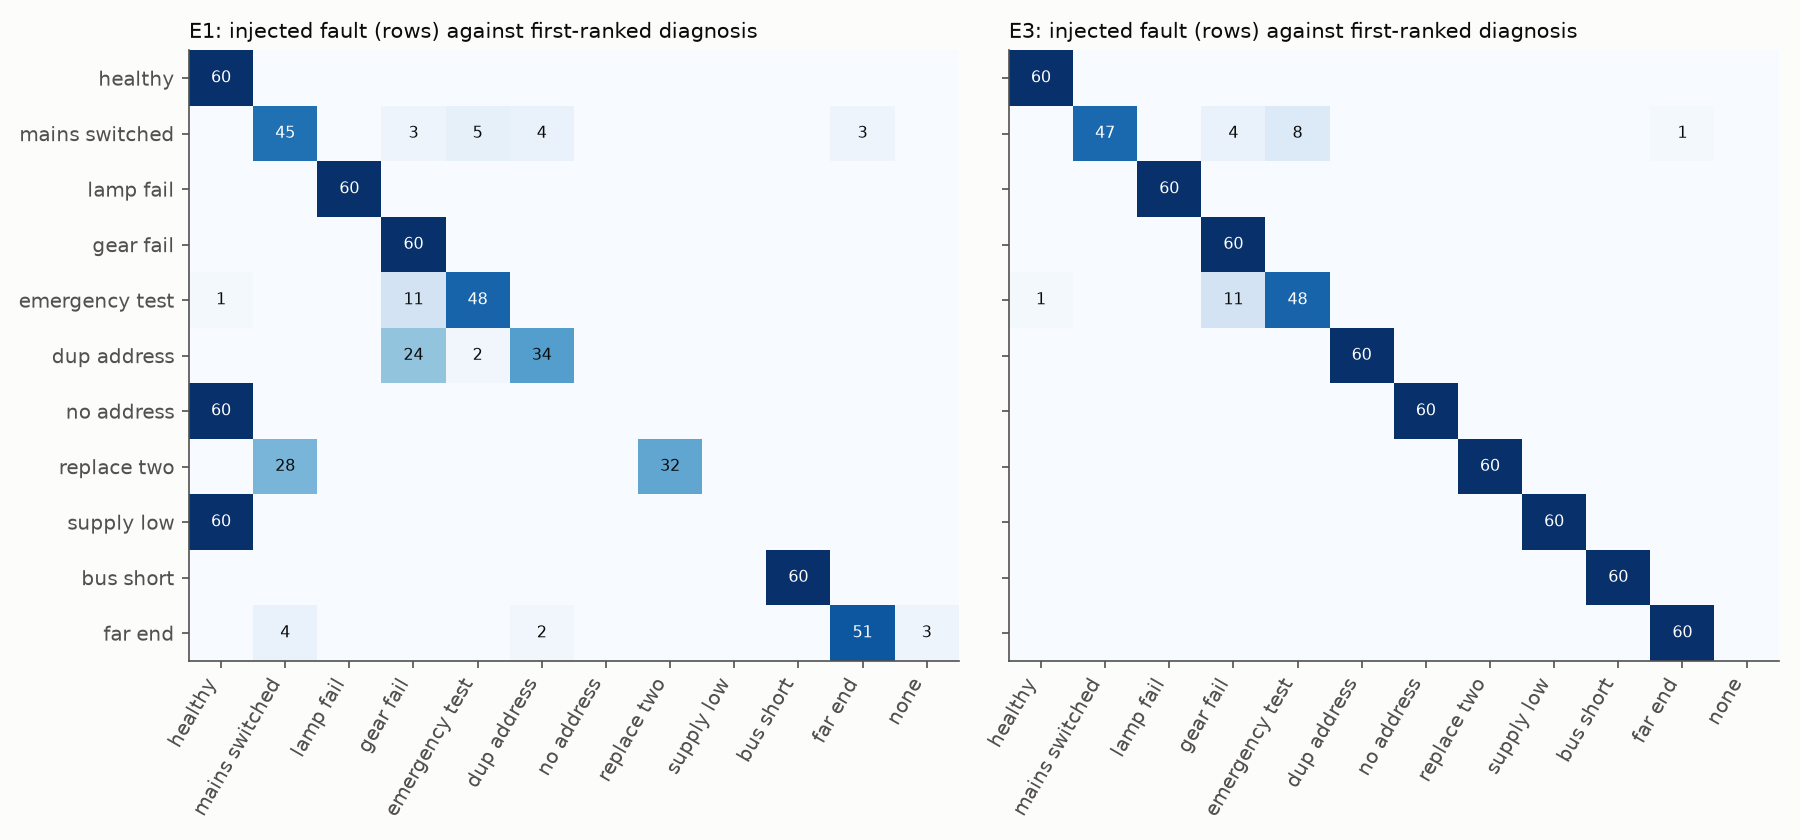 E1: injected fault (rows) against first-ranked diagnosis
healthy 60
mains switched 45 3 5 4 3
lamp fail 60
gear fail 60
emergency test 1 11 48
dup address 24 2 34
no address 60
replace two 28 32
supply low 60
bus short 60
far end 4 2 51 3
healthy
mains switched
lamp fail
gear fail
emergency test
dup address
no address
replace two
supply low
bus short
far end
none
E3: injected fault (rows) against first-ranked diagnosis
60
47 4 8 1
60
60
1 11 48
60
60
60
60
60
60
healthy
mains switched
lamp fail
gear fail
emergency test
dup address
no address
replace two
supply low
bus short
far end
none